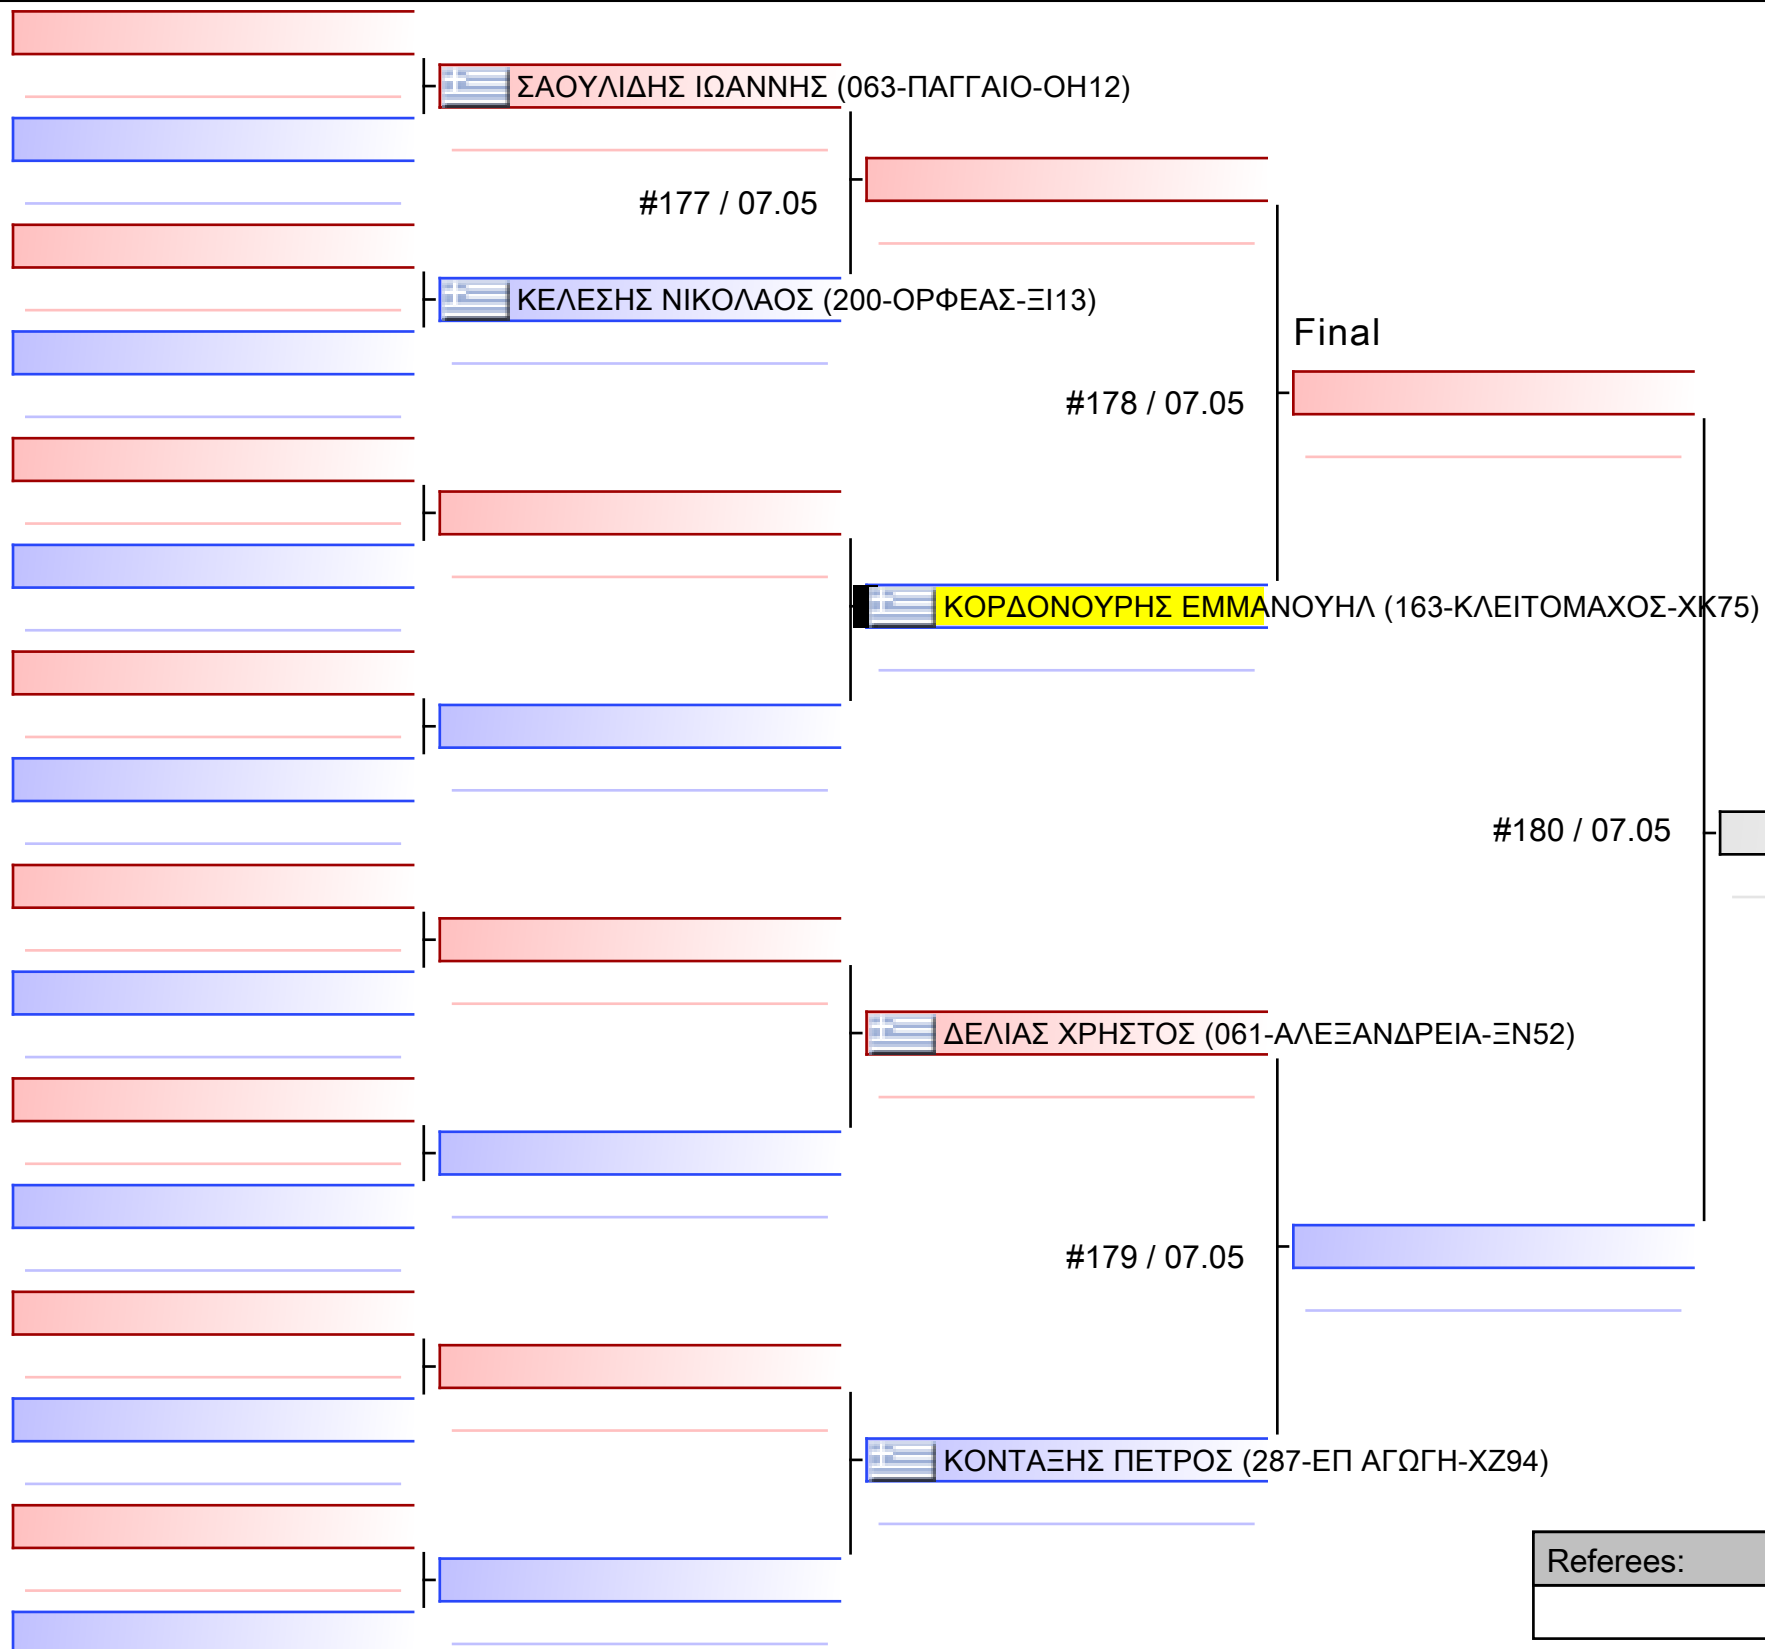 ΣΑΟΥΛΙΔΗΣ ΙΩΑΝΝΗΣ (063-ΠΑΓΓΑΙΟ-ΟΗ12)
#177 / 07.05
ΚΕΛΕΣΗΣ ΝΙΚΟΛΑΟΣ (200-ΟΡΦΕΑΣ-ΞΙ13)
Final
#178 / 07.05
ΚΟΡΔΟΝΟΥΡΗΣ ΕΜΜΑΝΟΥΗΛ (163-ΚΛΕΙΤΟΜΑΧΟΣ-ΧΚ75)
#180 / 07.05
ΔΕΛΙΑΣ ΧΡΗΣΤΟΣ (061-ΑΛΕΞΑΝΔΡΕΙΑ-ΞΝ52)
#179 / 07.05
ΚΟΝΤΑΞΗΣ ΠΕΤΡΟΣ (287-ΕΠ ΑΓΩΓΗ-ΧΖ94)
Referees: